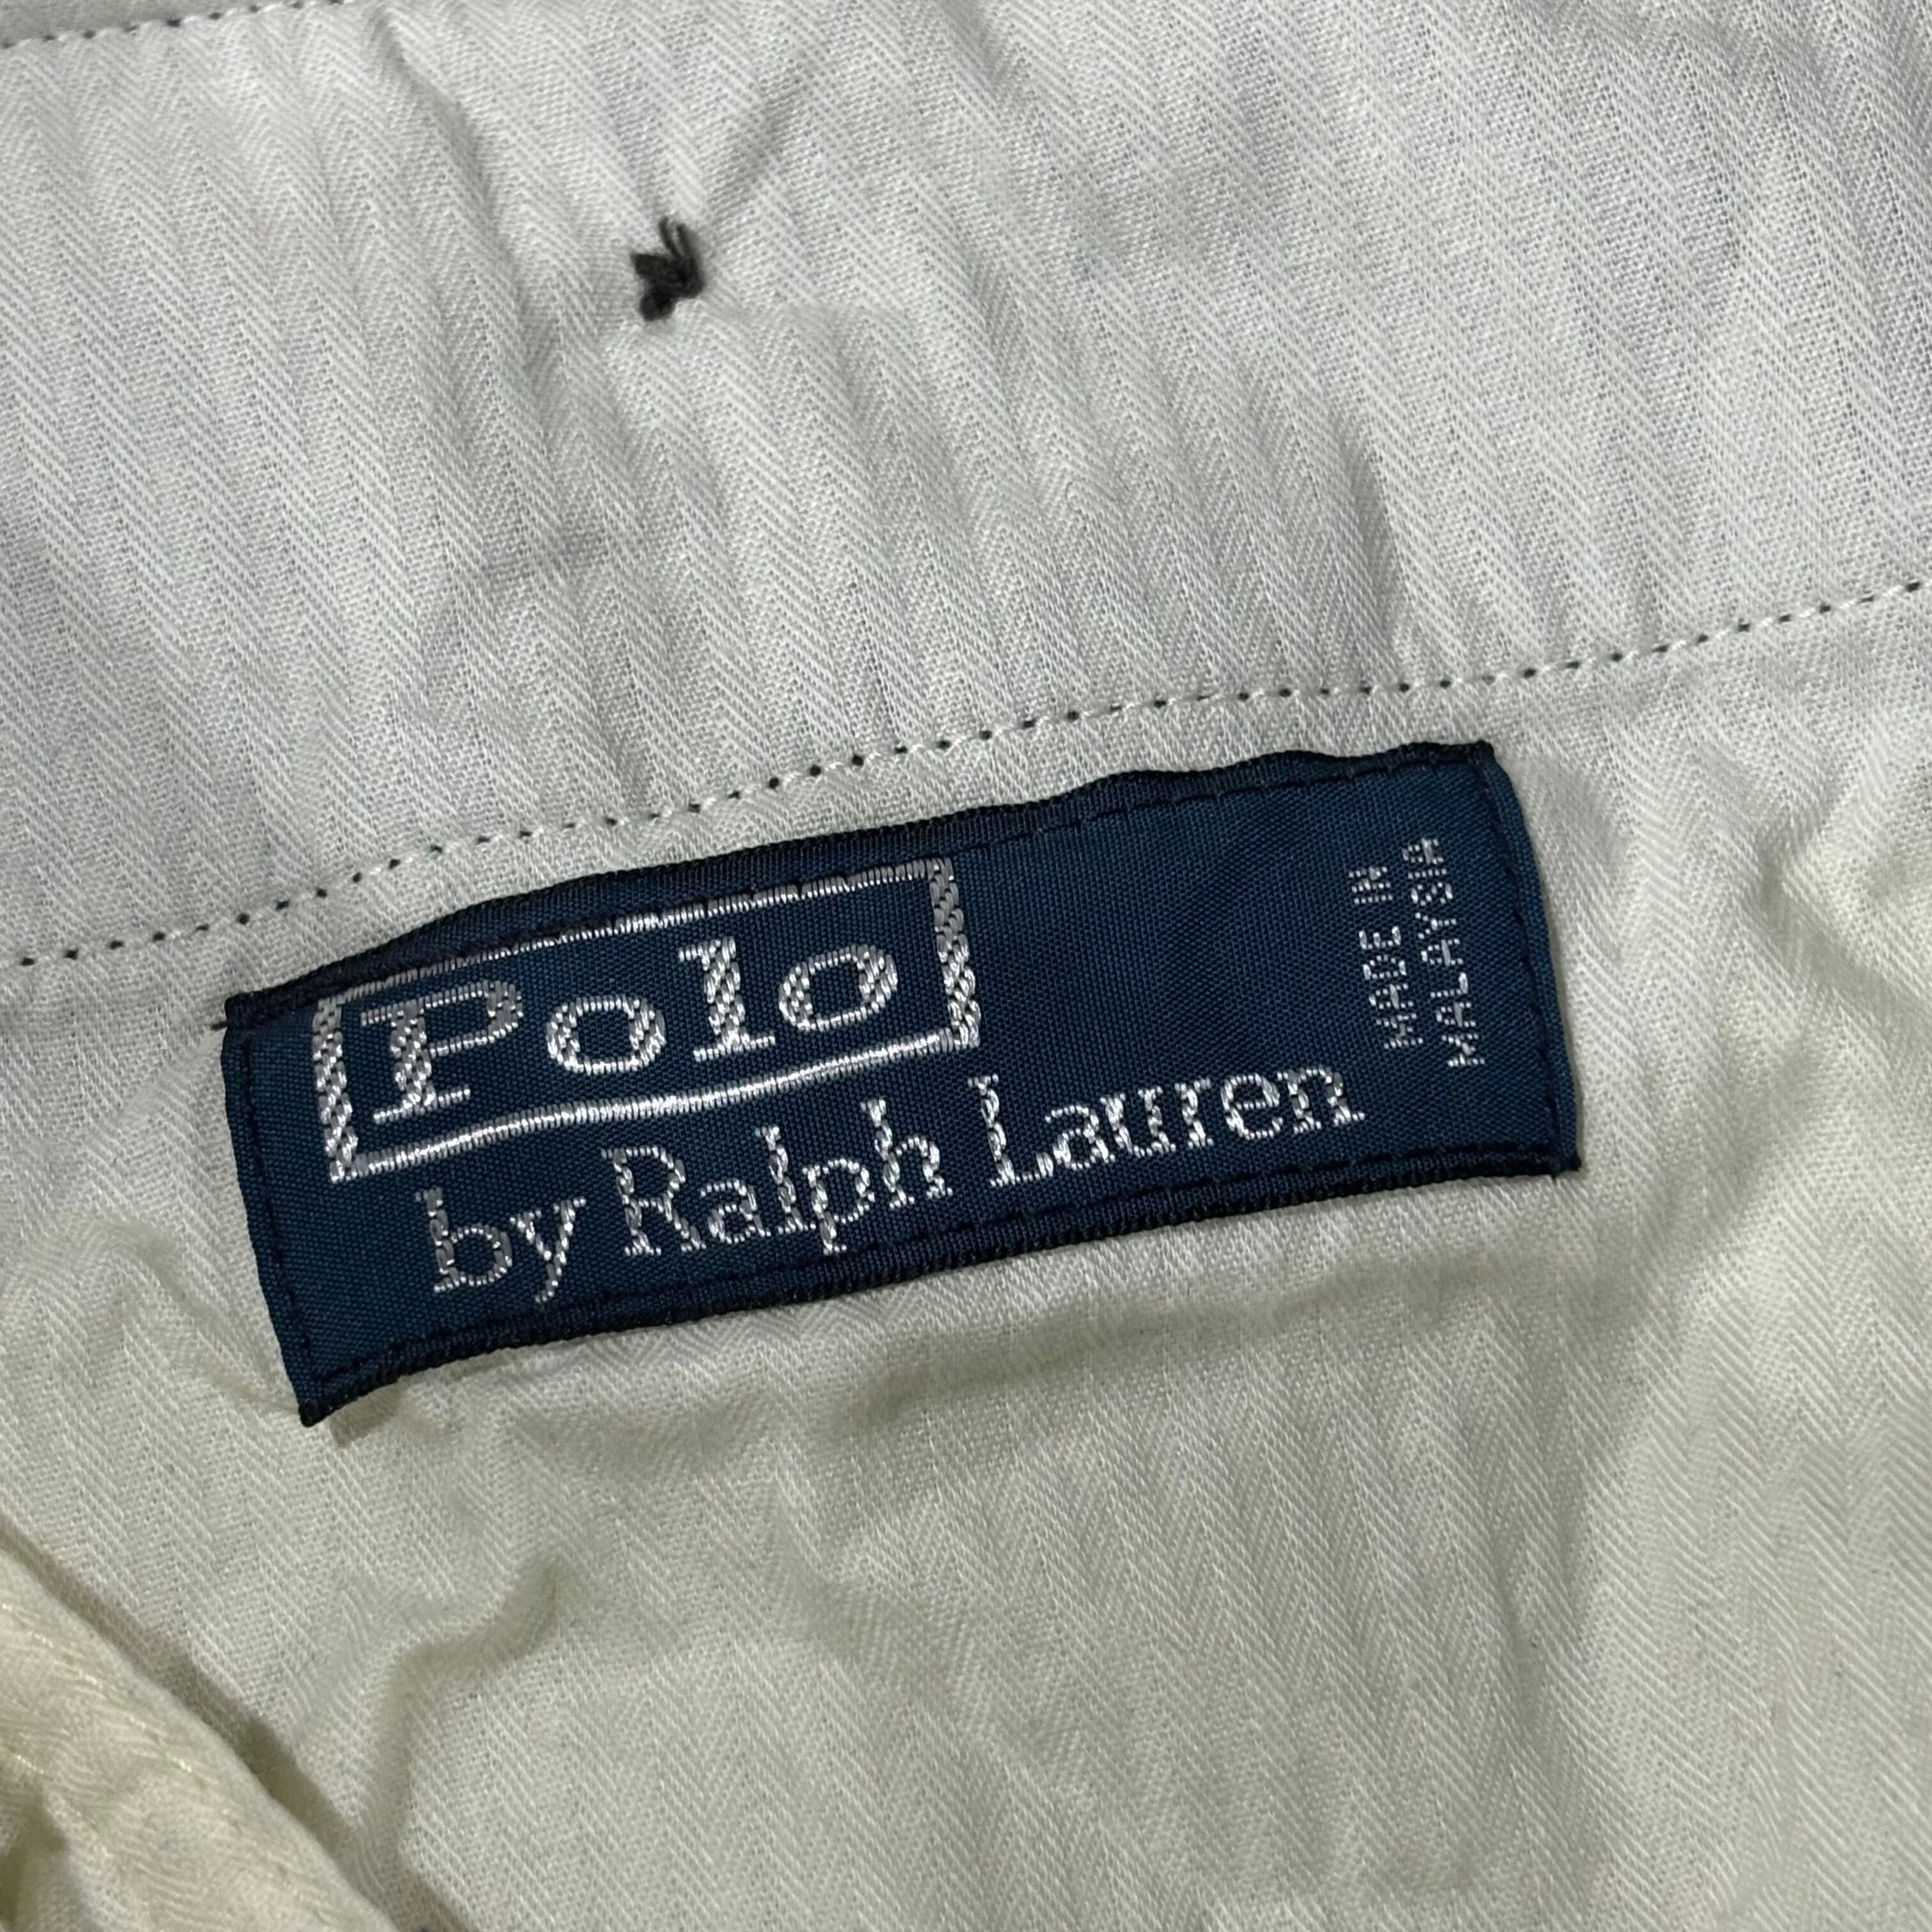 Polo
by Ralph Lauren
MADE IN
MALAYSIA